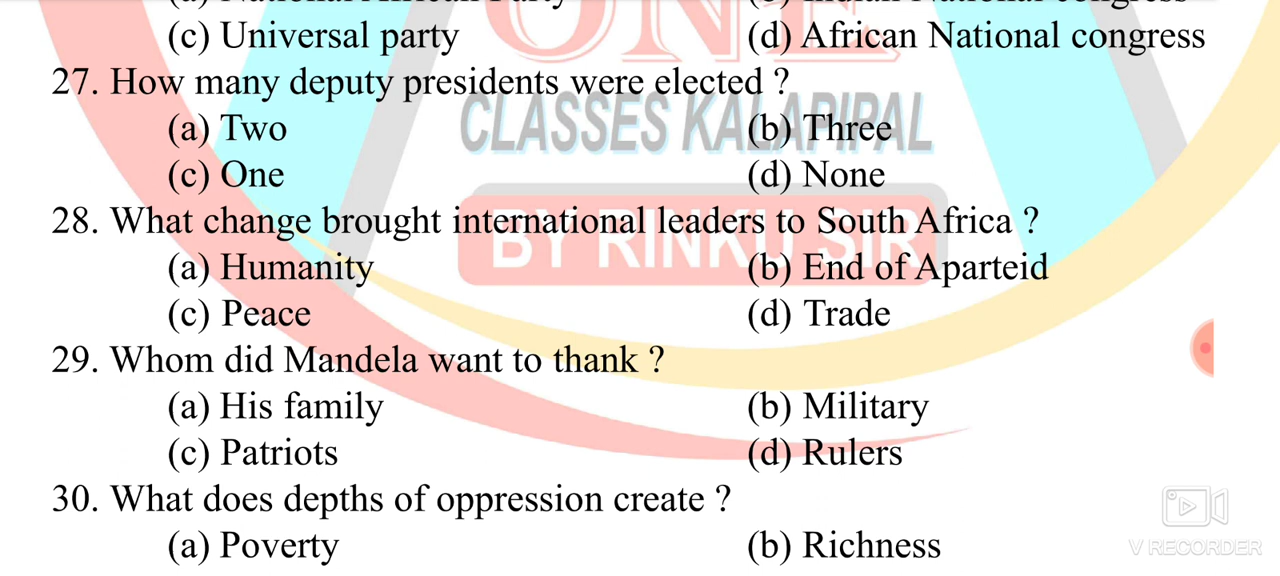 (c) Universal party (d) African National congress
27. How many deputy presidents were elected ?
(a) Two (b) Three
(c) One (d) None
28. What change brought international leaders to South Africa ?
(a) Humanity (b) End of Aparteid
(c) Peace (d) Trade
29. Whom did Mandela want to thank ?
(a) His family (b) Military
(c) Patriots (d) Rulers
30. What does depths of oppression create ?
(a) Poverty (b) Richness
ONE
CLASSES KALAPIPAL
BY RINKU SIR
V RECORDER